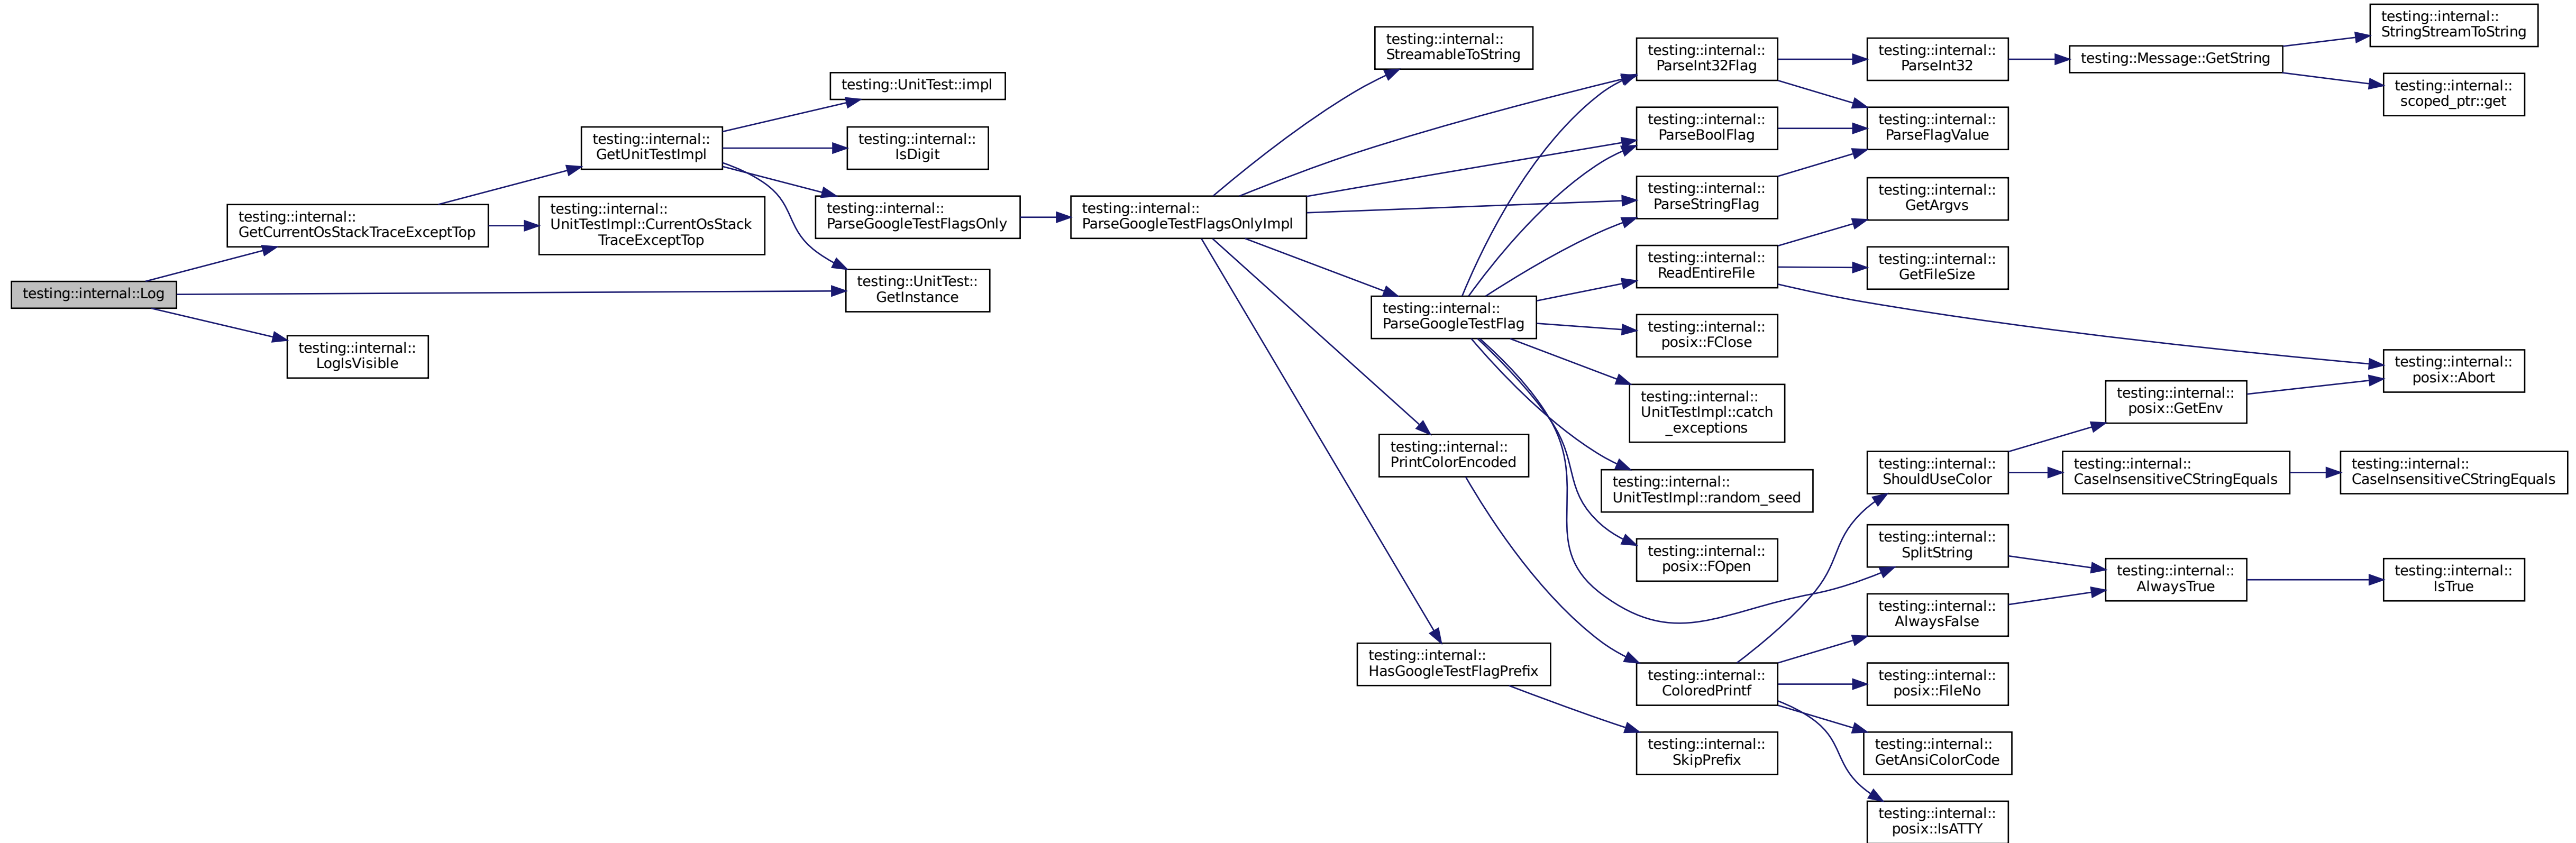 testing::internal::Log
testing::internal::
GetCurrentOsStackTraceExceptTop
testing::internal::
LogIsVisible
testing::internal::
GetUnitTestImpl
testing::internal::
UnitTestImpl::CurrentOsStack
TraceExceptTop
testing::UnitTest::impl
testing::internal::
IsDigit
testing::internal::
ParseGoogleTestFlagsOnly
testing::UnitTest::
GetInstance
testing::internal::
ParseGoogleTestFlagsOnlyImpl
testing::internal::
StreamableToString
testing::internal::
ParseGoogleTestFlag
testing::internal::
PrintColorEncoded
testing::internal::
HasGoogleTestFlagPrefix
testing::internal::
ParseInt32Flag
testing::internal::
ParseBoolFlag
testing::internal::
ParseStringFlag
testing::internal::
ReadEntireFile
testing::internal::
posix::FClose
testing::internal::
UnitTestImpl::catch
_exceptions
testing::internal::
UnitTestImpl::random_seed
testing::internal::
posix::FOpen
testing::internal::
ColoredPrintf
testing::internal::
SkipPrefix
testing::internal::
ParseInt32
testing::internal::
ParseFlagValue
testing::internal::
GetArgvs
testing::internal::
GetFileSize
testing::internal::
ShouldUseColor
testing::internal::
SplitString
testing::internal::
AlwaysFalse
testing::internal::
posix::FileNo
testing::internal::
GetAnsiColorCode
testing::internal::
posix::IsATTY
testing::Message::GetString
testing::internal::
posix::GetEnv
testing::internal::
CaseInsensitiveCStringEquals
testing::internal::
AlwaysTrue
testing::internal::
StringStreamToString
testing::internal::
scoped_ptr::get
testing::internal::
posix::Abort
testing::internal::
CaseInsensitiveCStringEquals
testing::internal::
IsTrue